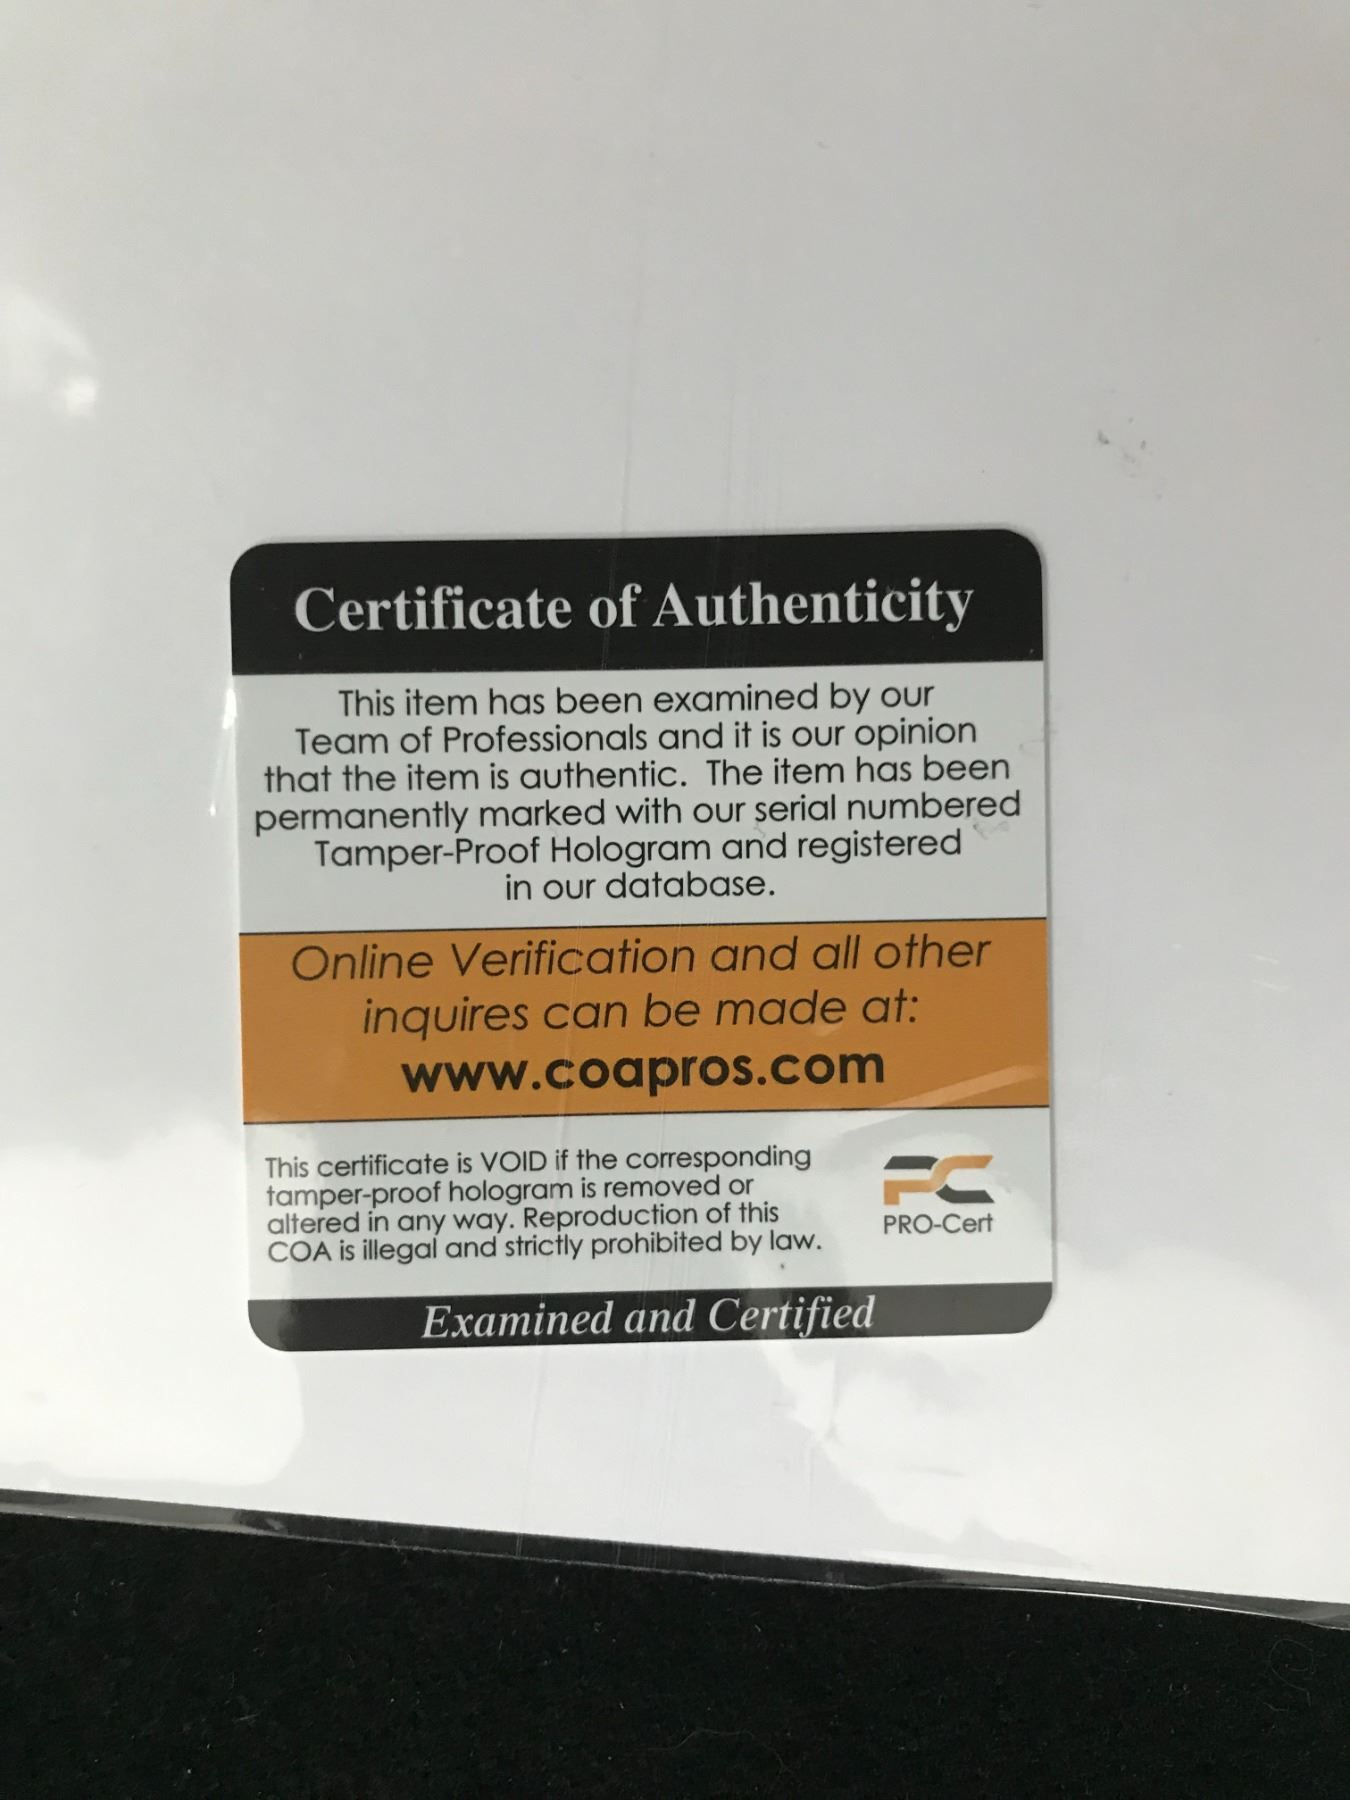 Certificate of Authenticity
This item has been examined by our
Team of Professionals and it is our opinion
that the item is authentic. The item has been
permanently marked with our serial numbered
Tamper-Proof Hologram and registered
in our database.
Online Verification and all other
inquires can be made at:
www.coapros.com
This certificate is VOID if the corresponding
tamper-proof hologram is removed or
altered in any way. Reproduction of this
COA is illegal and strictly prohibited by law.
PC
PRO-Cert
Examined and Certified